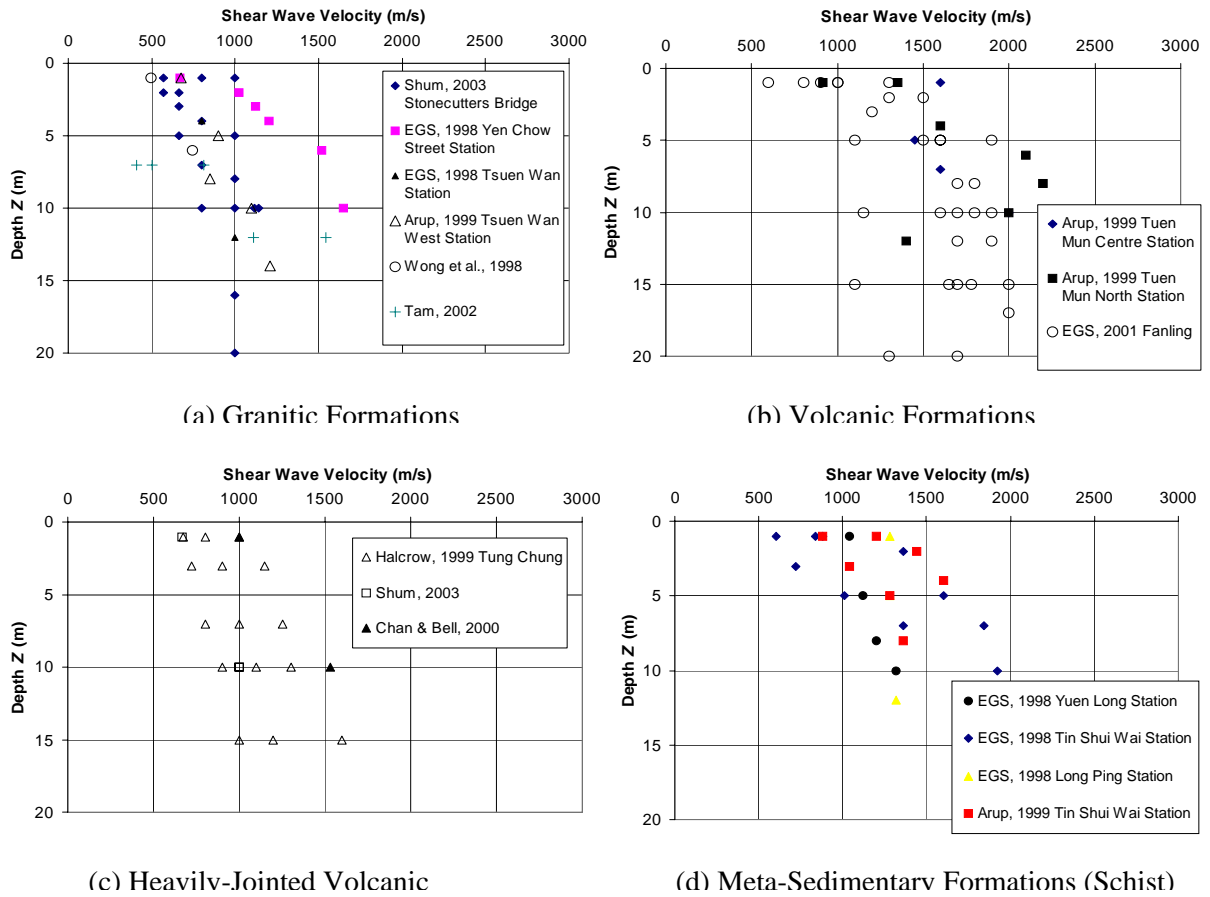 Shear Wave Velocity (m/s)
0 500 1000 1500 2000 2500 3000
0
5
10
15
20
Depth Z (m)
Shum, 2003
Stonecutters Bridge
EGS, 1998 Yen Chow
Street Station
EGS, 1998 Tsuen Wan
Station
Arup, 1999 Tsuen Wan
West Station
Wong et al., 1998
Tam, 2002
(a) Granitic Formations
Shear Wave Velocity (m/s)
0 500 1000 1500 2000 2500 3000
0
5
10
15
20
Depth Z (m)
Arup, 1999 Tuen
Mun Centre Station
Arup, 1999 Tuen
Mun North Station
EGS, 2001 Fanling
(b) Volcanic Formations
Shear Wave Velocity (m/s)
0 500 1000 1500 2000 2500 3000
0
5
10
15
20
Depth Z (m)
Halcrow, 1999 Tung Chung
Shum, 2003
Chan & Bell, 2000
(c) Heavily-Jointed Volcanic
Shear Wave Velocity (m/s)
0 500 1000 1500 2000 2500 3000
0
5
10
15
20
Depth Z (m)
EGS, 1998 Yuen Long Station
EGS, 1998 Tin Shui Wai Station
EGS, 1998 Long Ping Station
Arup, 1999 Tin Shui Wai Station
(d) Meta-Sedimentary Formations (Schist)